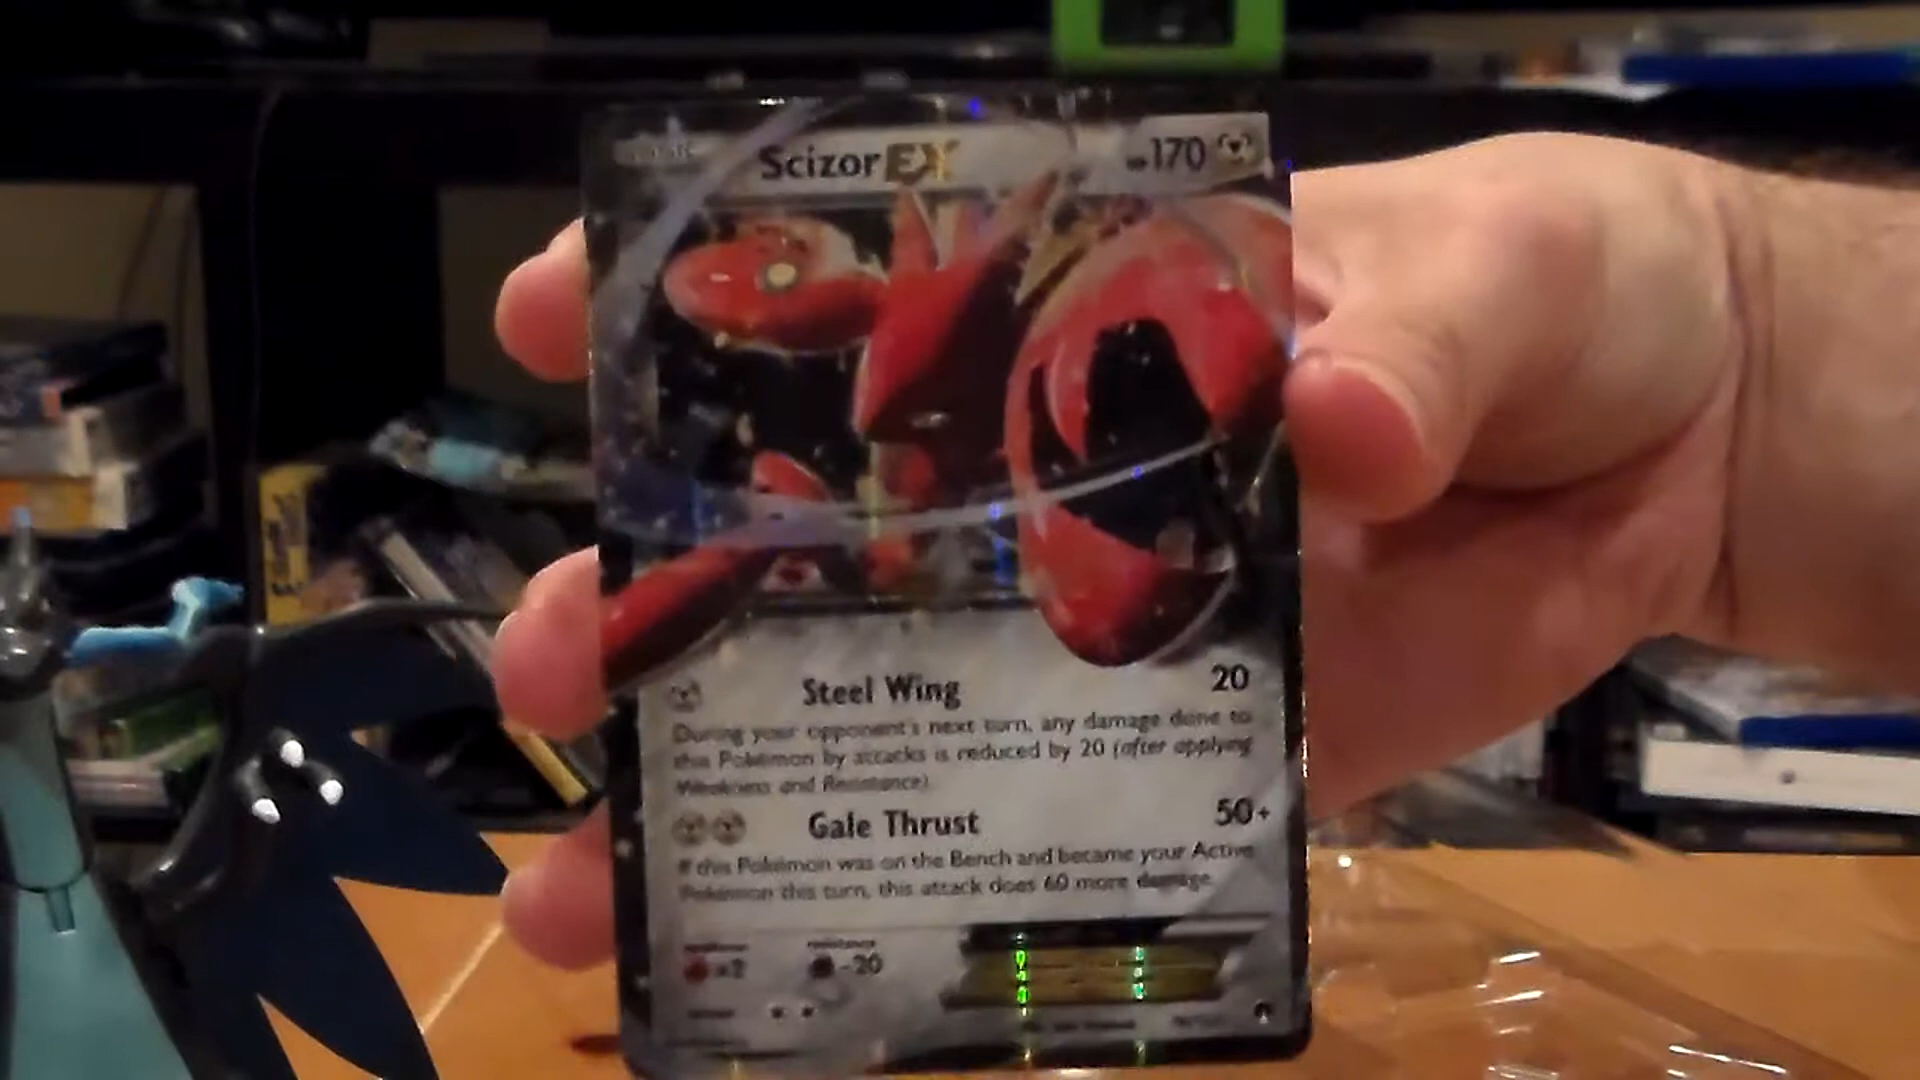 BASIC
Scizor EX HP170
Steel Wing 20
During your opponent's next turn, any damage done to
this Pokémon by attacks is reduced by 20 (after applying
Weakness and Resistance).
Gale Thrust 50+
If this Pokémon was on the Bench and became your Active
Pokémon this turn, this attack does 60 more damage.
weakness resistance
×2 -20